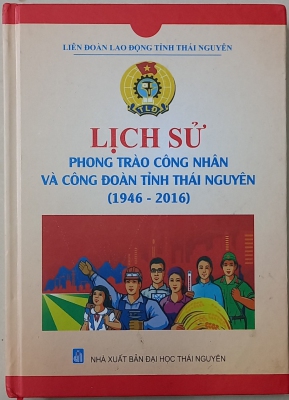 LIÊN ĐOÀN LAO ĐỘNG TỈNH THÁI NGUYÊN
TLĐ
LỊCH SỬ
PHONG TRÀO CÔNG NHÂN
VÀ CÔNG ĐOÀN TỈNH THÁI NGUYÊN
(1946 - 2016)
NHÀ XUẤT BẢN ĐẠI HỌC THÁI NGUYÊN